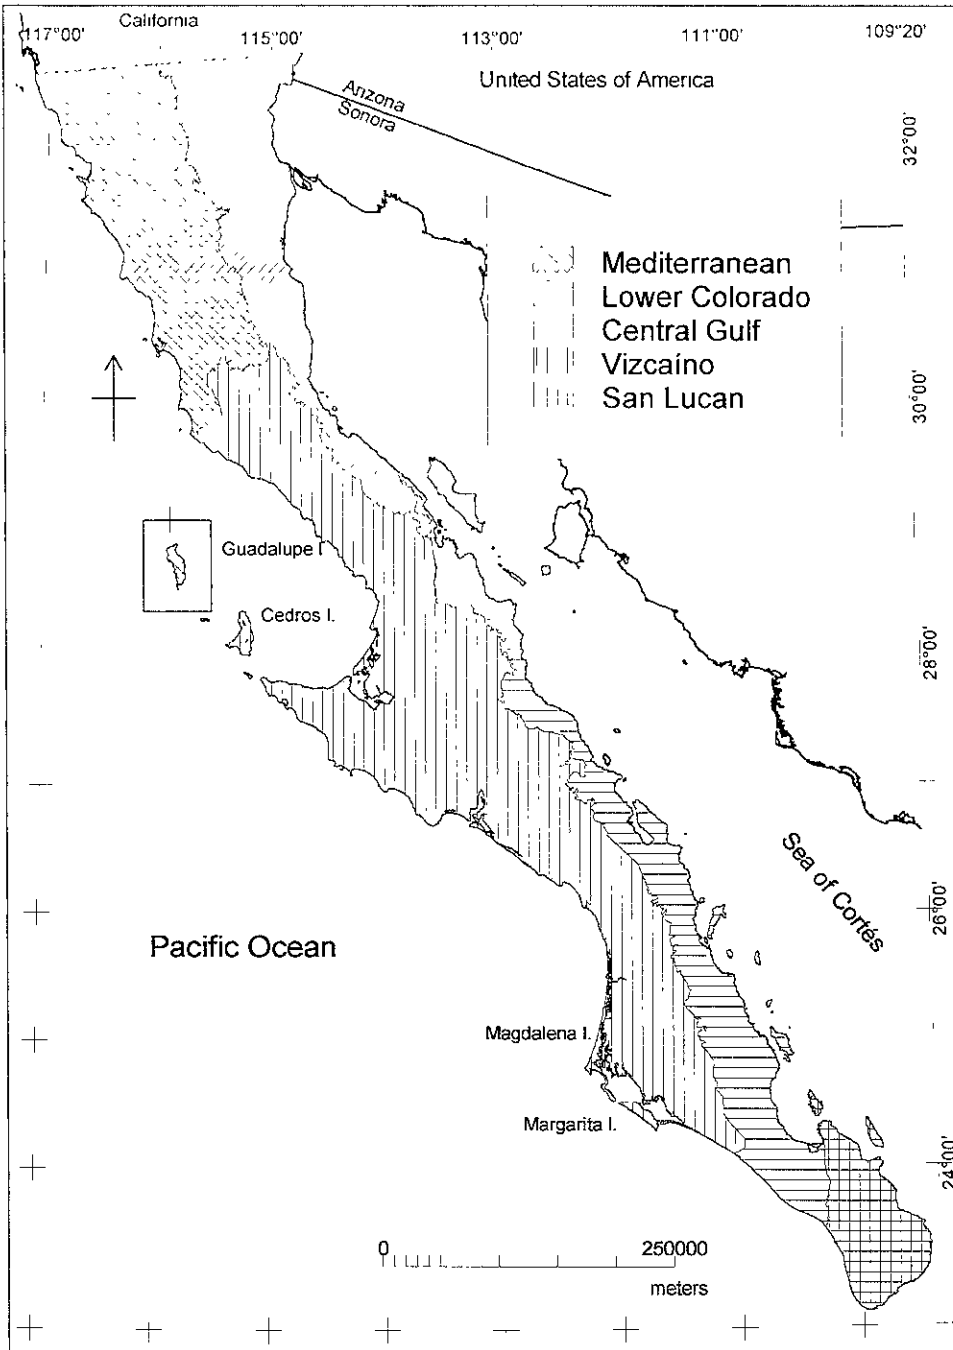 California
117°00'
115°00'
113°00'
111°00'
109°20'
United States of America
Arizona
Sonora
32°00'
Mediterranean
Lower Colorado
Central Gulf
Vizcaíno
San Lucan
30°00'
Guadalupe I
Cedros I.
28°00'
Sea of Cortés
26°00'
Pacific Ocean
Magdalena I.
Margarita I.
24°00'
0
250000
meters